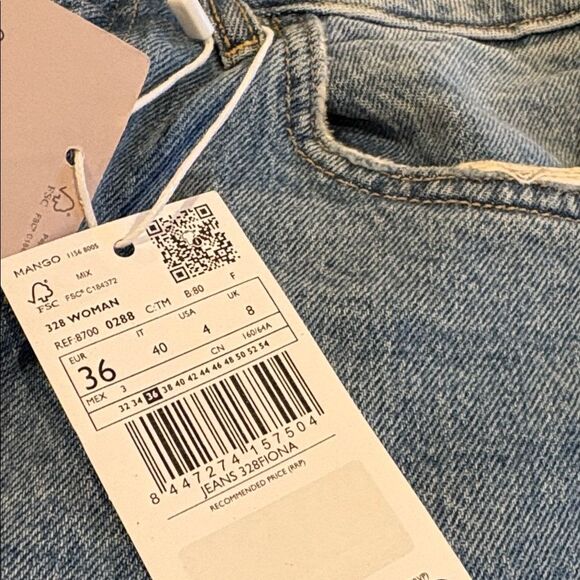 MANGO 1156 8005
MIX
FSC FSC® C184372
328 WOMAN
REF:8700 0288 C:TM B:80 F
EUR IT USA UK
36 40 4 8
MEX 3 CN 160/64A
32 34 36 38 40 42 44 46 48 50 52 54
8 447274 157504
JEANS 328FIONA
RECOMMENDED PRICE (RRP)
FSC